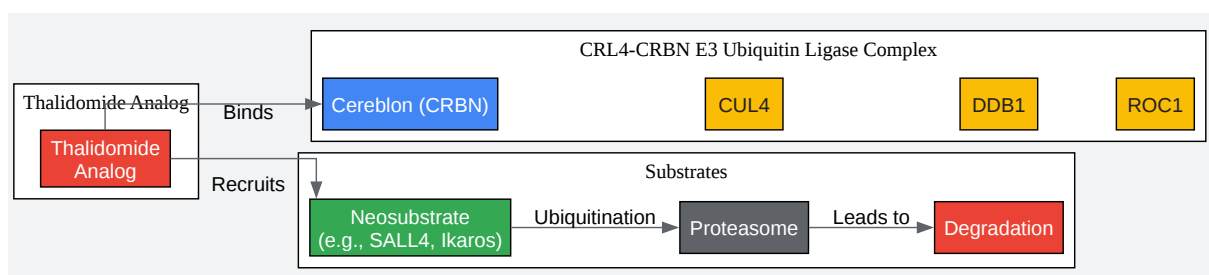 CRL4-CRBN E3 Ubiquitin Ligase Complex
Thalidomide Analog
Binds
Cereblon (CRBN)
CUL4
DDB1
ROC1
Thalidomide
Analog
Recruits
Substrates
Neosubstrate
(e.g., SALL4, Ikaros)
Ubiquitination
Proteasome
Leads to
Degradation